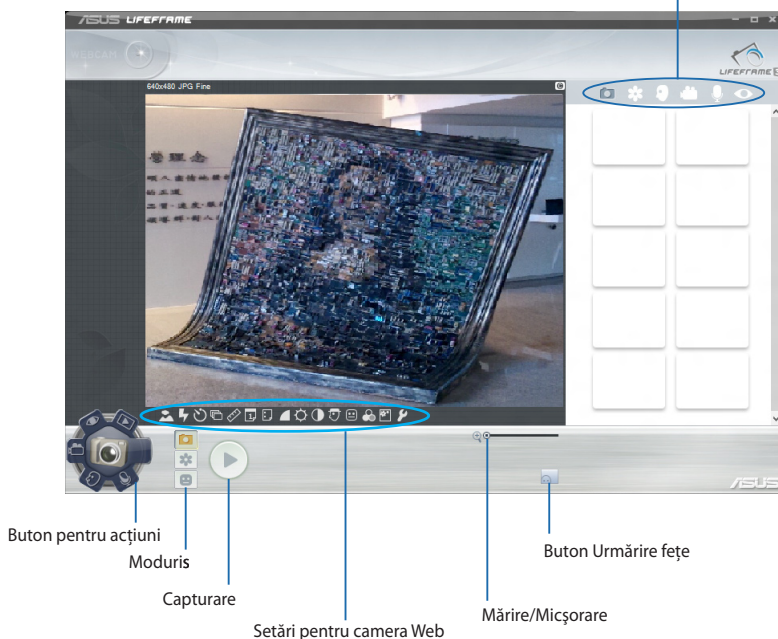 ASUS LIFEFRAME
WEBCAM
LIFEFRAME
640x480 JPG Fine
ASUS
Buton pentru acțiuni
Moduris
Capturare
Setări pentru camera Web
Mărire/Micșorare
Buton Urmărire fețe